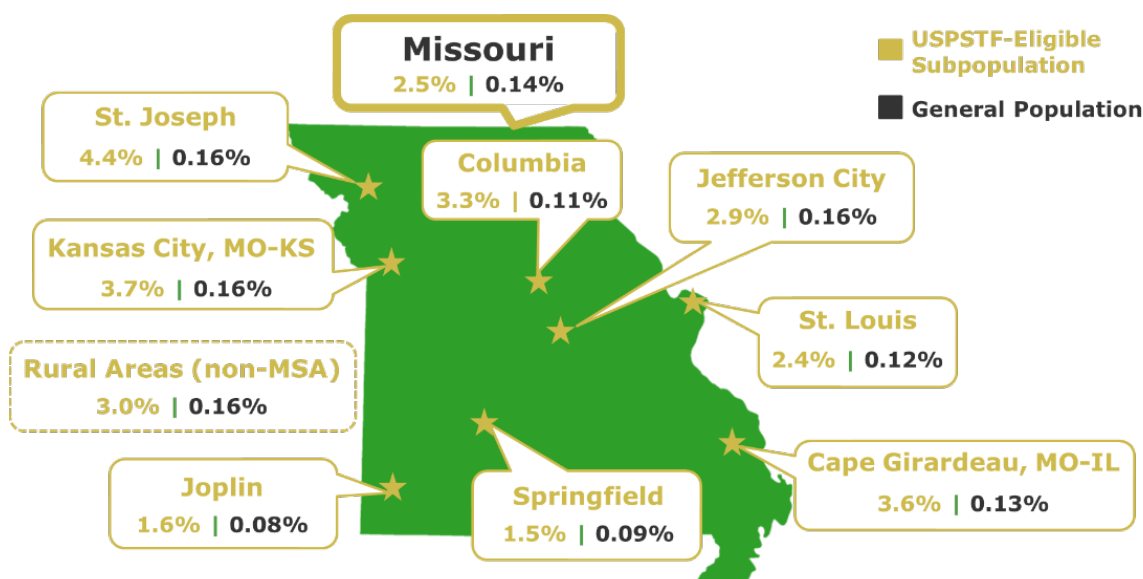 Missouri
2.5% | 0.14%
USPSTF-Eligible
Subpopulation
General Population
St. Joseph
4.4% | 0.16%
Columbia
3.3% | 0.11%
Jefferson City
2.9% | 0.16%
Kansas City, MO-KS
3.7% | 0.16%
St. Louis
2.4% | 0.12%
Rural Areas (non-MSA)
3.0% | 0.16%
Cape Girardeau, MO-IL
3.6% | 0.13%
Joplin
1.6% | 0.08%
Springfield
1.5% | 0.09%